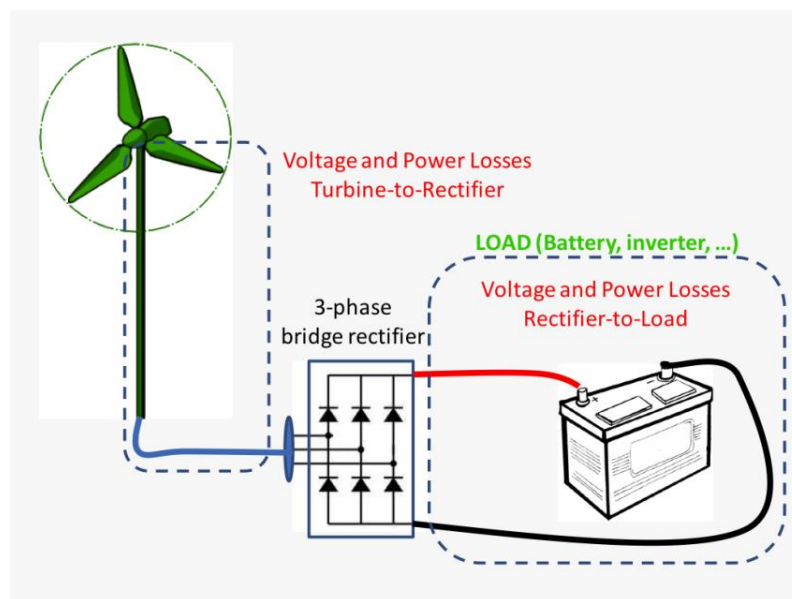 Voltage and Power Losses
Turbine-to-Rectifier
LOAD (Battery, inverter, ...)
Voltage and Power Losses
Rectifier-to-Load
3-phase
bridge rectifier
+
−